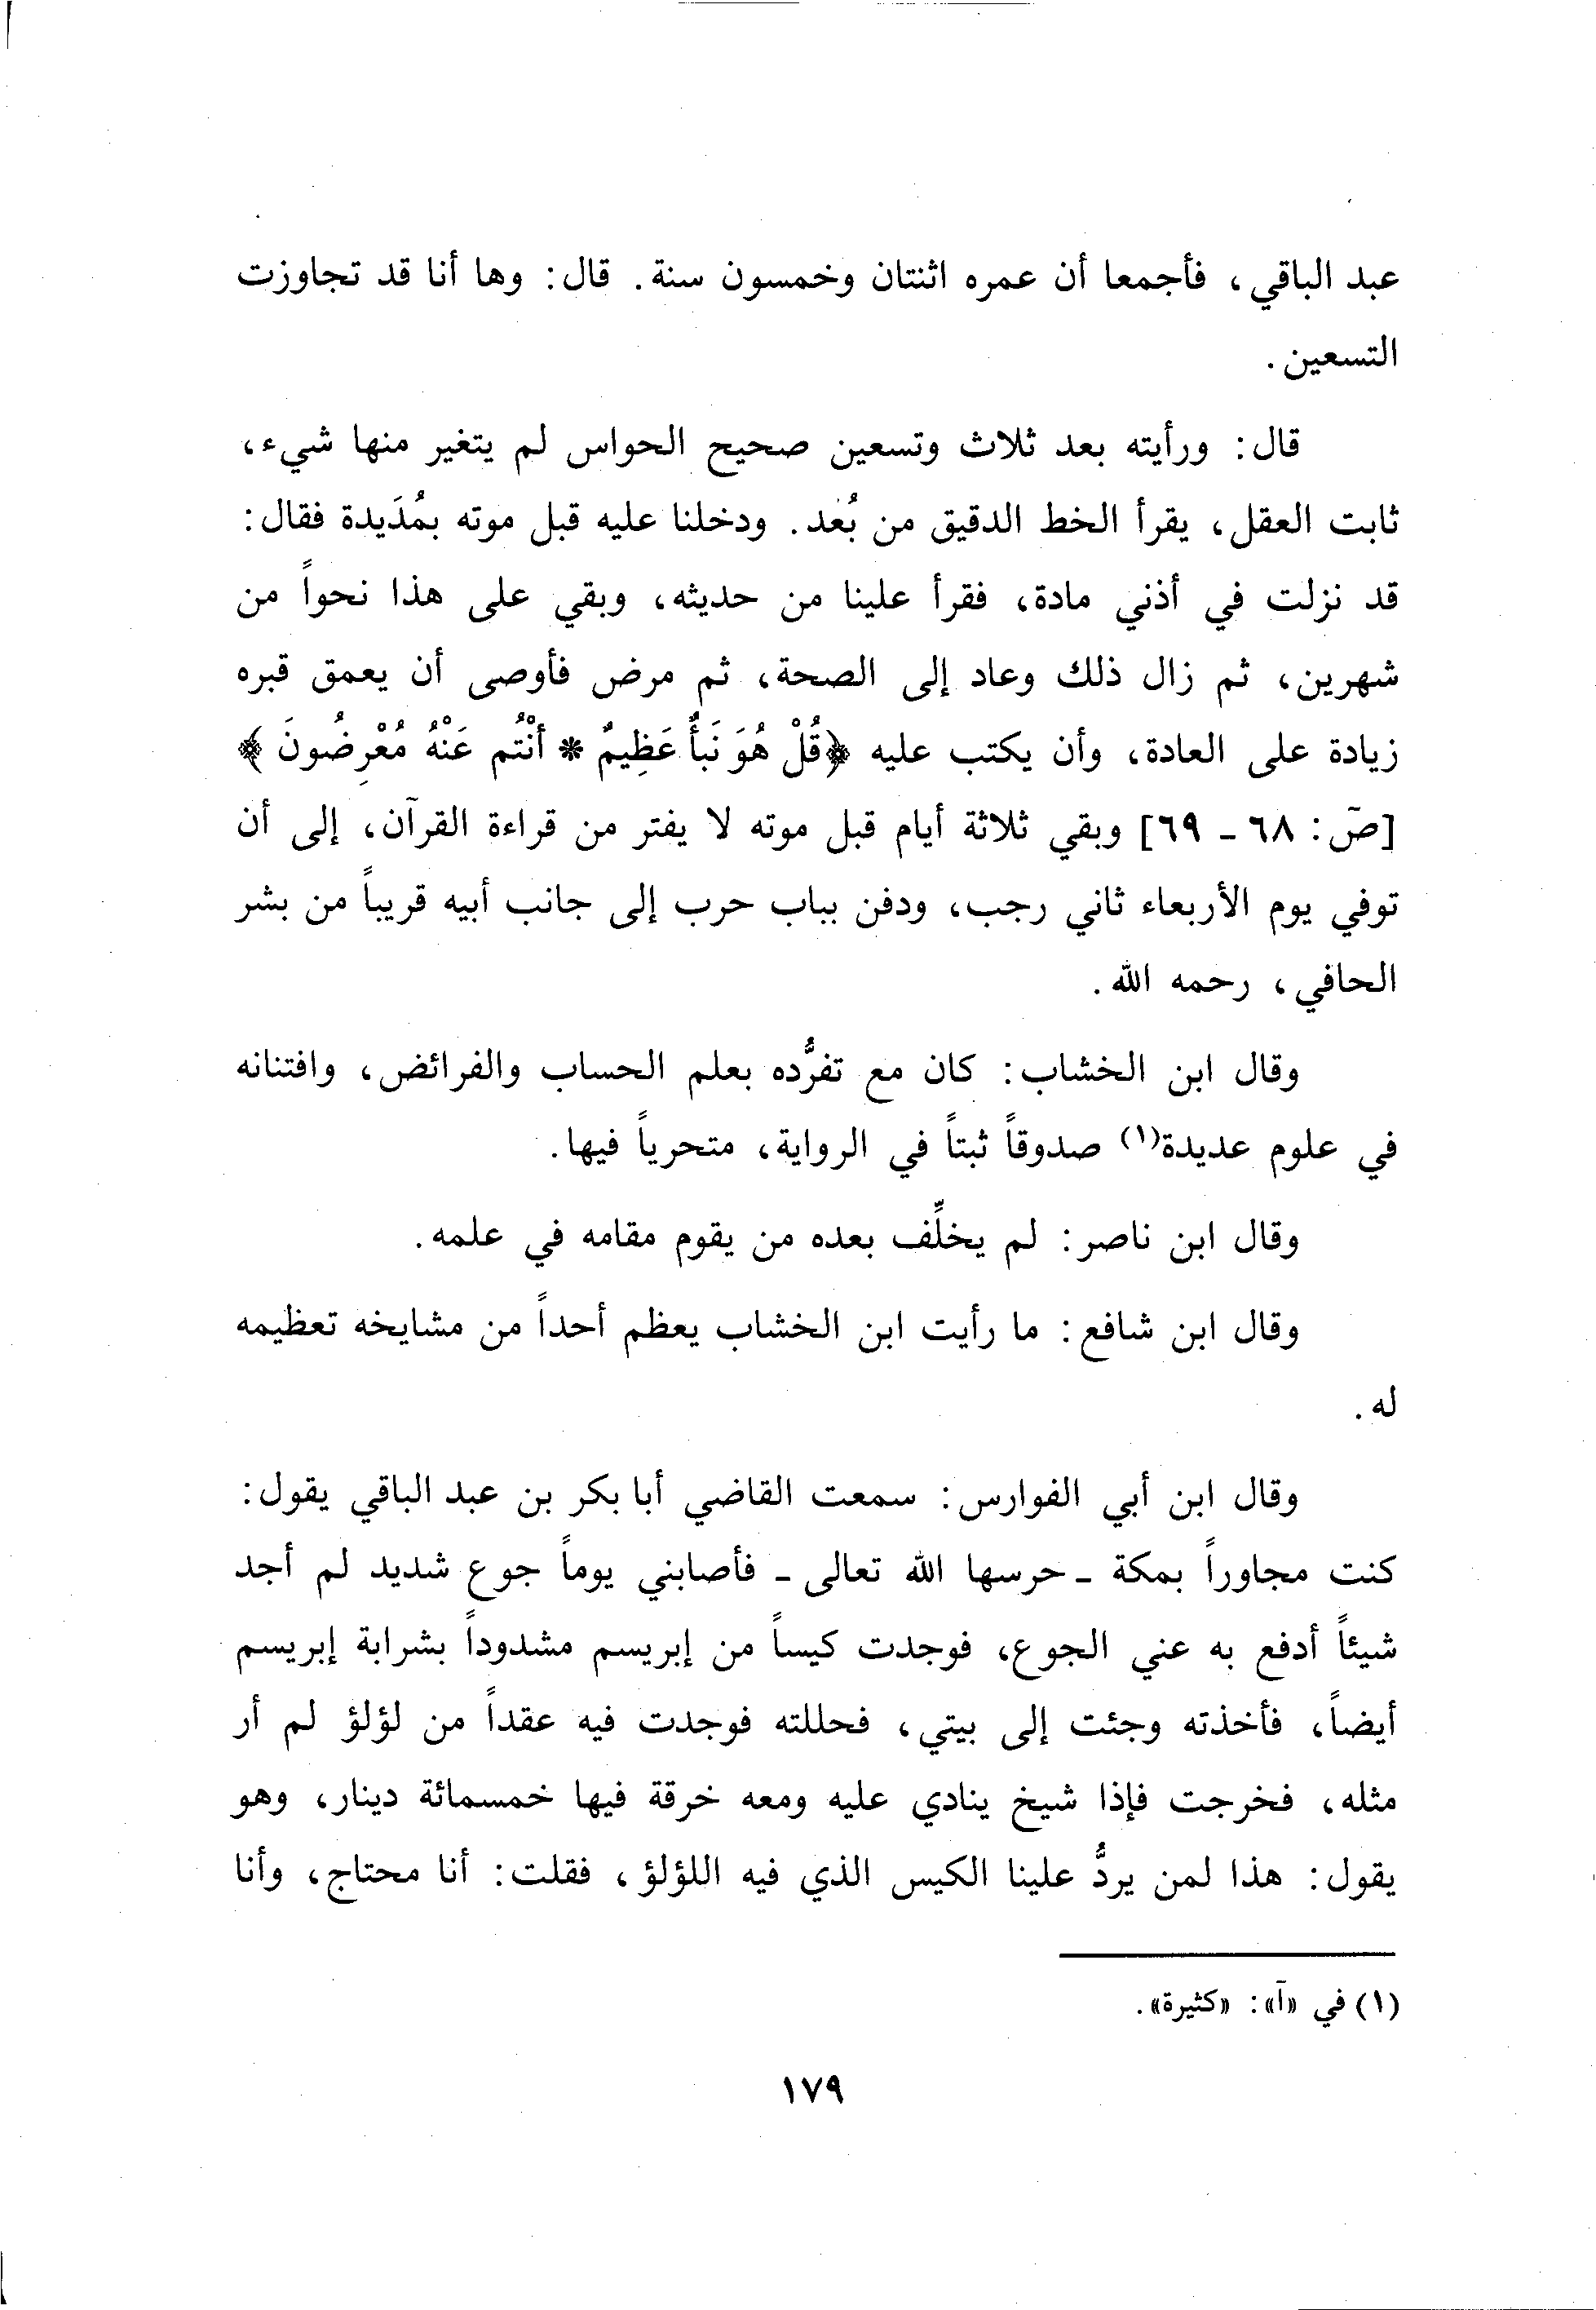 عبد الباقي، فأجمعا أن عمره اثنتان وخمسون سنة. قال: وها أنا قد تجاوزت
التسعين.
قال: ورأيته بعد ثلاث وتسعين صحيح الحواس لم يتغير منها شيء،
ثابت العقل، يقرأ الخط الدقيق من بُعد. ودخلنا عليه قبل موته بمُدَيدة فقال:
قد نزلت في أذني مادة، فقرأ علينا من حديثه، وبقي على هذا نحواً من
شهرين، ثم زال ذلك وعاد إلى الصحة، ثم مرض فأوصى أن يعمق قبره
زيادة على العادة، وأن يكتب عليه ﴿قُلْ هُوَ نَبأٌ عَظِيمٌ * أنْتُم عَنْهُ مُعْرِضُونَ﴾
[صَ: ٦٨ - ٦٩] وبقي ثلاثة أيام قبل موته لا يفتر من قراءة القرآن، إلى أن
توفي يوم الأربعاء ثاني رجب، ودفن بباب حرب إلى جانب أبيه قريباً من بشر
الحافي، رحمه الله.
وقال ابن الخشاب: كان مع تفرُّده بعلم الحساب والفرائض، وافتنانه
في علوم عديدة(١) صدوقاً ثبتاً في الرواية، متحرياً فيها.
وقال ابن ناصر: لم يخلِّف بعده من يقوم مقامه في علمه.
وقال ابن شافع: ما رأيت ابن الخشاب يعظم أحداً من مشايخه تعظيمه
له.
وقال ابن أبي الفوارس: سمعت القاضي أبا بكر بن عبد الباقي يقول:
كنت مجاوراً بمكة - حرسها الله تعالى - فأصابني يوماً جوع شديد لم أجد
شيئاً أدفع به عني الجوع، فوجدت كيساً من إبريسم مشدوداً بشرابة إبريسم
أيضاً، فأخذته وجئت إلى بيتي، فحللته فوجدت فيه عقداً من لؤلؤ لم أر
مثله، فخرجت فإذا شيخ ينادي عليه ومعه خرقة فيها خمسمائة دينار، وهو
يقول: هذا لمن يردُّ علينا الكيس الذي فيه اللؤلؤ، فقلت: أنا محتاج، وأنا
(١) في «آ»: «كثيرة».
١٧٩